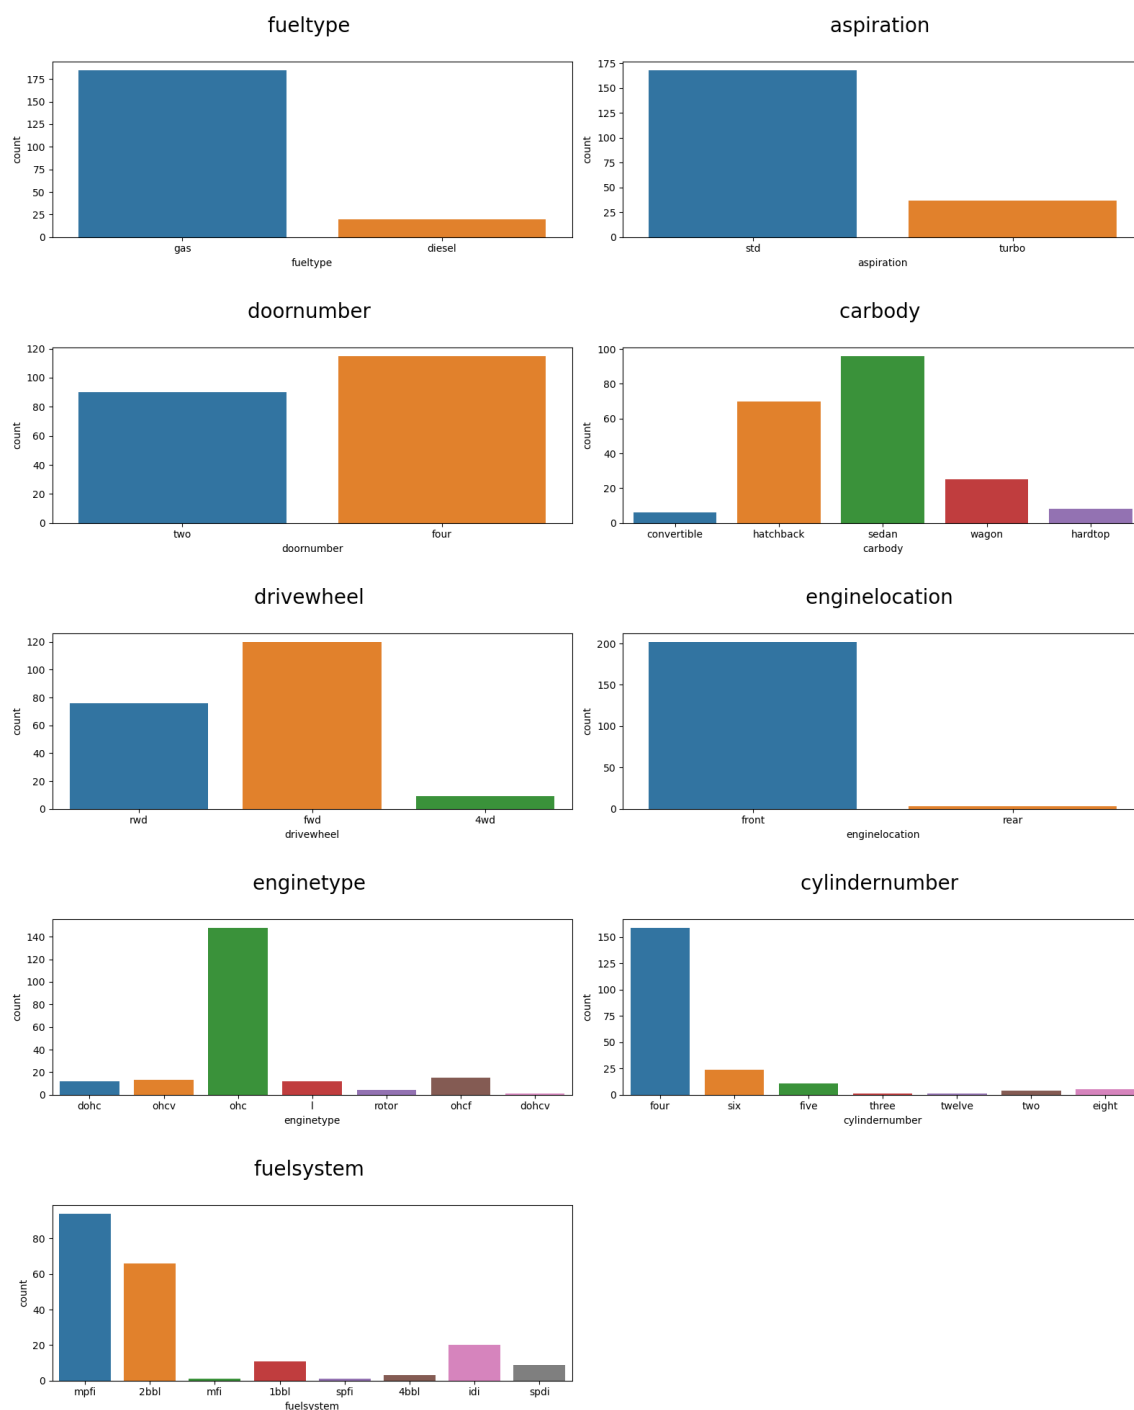 fueltype
175
150
125
100
75
50
25
0
count
gas diesel
fueltype
aspiration
175
150
125
100
75
50
25
0
count
std turbo
aspiration
doornumber
120
100
80
60
40
20
0
count
two four
doornumber
carbody
100
80
60
40
20
0
count
convertible hatchback sedan wagon hardtop
carbody
drivewheel
120
100
80
60
40
20
0
count
rwd fwd 4wd
drivewheel
enginelocation
200
150
100
50
0
count
front rear
enginelocation
enginetype
140
120
100
80
60
40
20
0
count
dohc ohcv ohc l rotor ohcf dohcv
enginetype
cylindernumber
150
125
100
75
50
25
0
count
four six five three twelve two eight
cylindernumber
fuelsystem
80
60
40
20
0
count
mpfi 2bbl mfi 1bbl spfi 4bbl idi spdi
fuelsystem